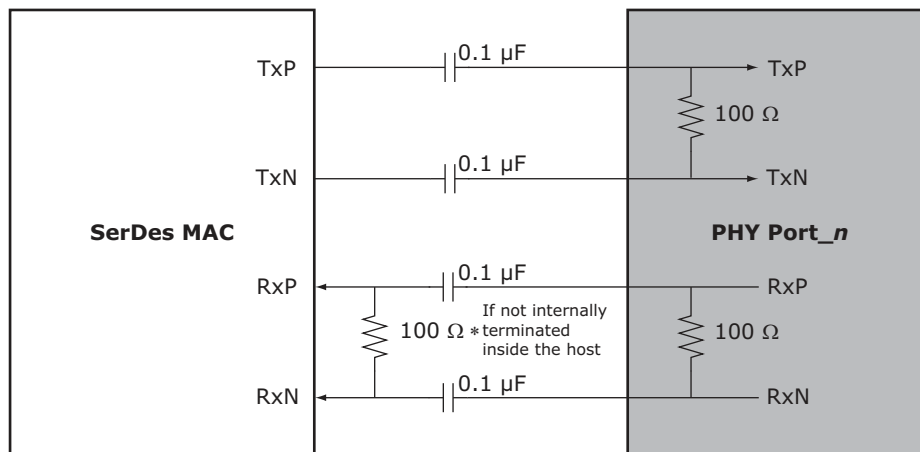 0.1 µF
TxP
TxP
100 Ω
0.1 µF
TxN
TxN
SerDes MAC
PHY Port_n
0.1 µF
RxP
RxP
If not internally
100 Ω * terminated
100 Ω
inside the host
0.1 µF
RxN
RxN